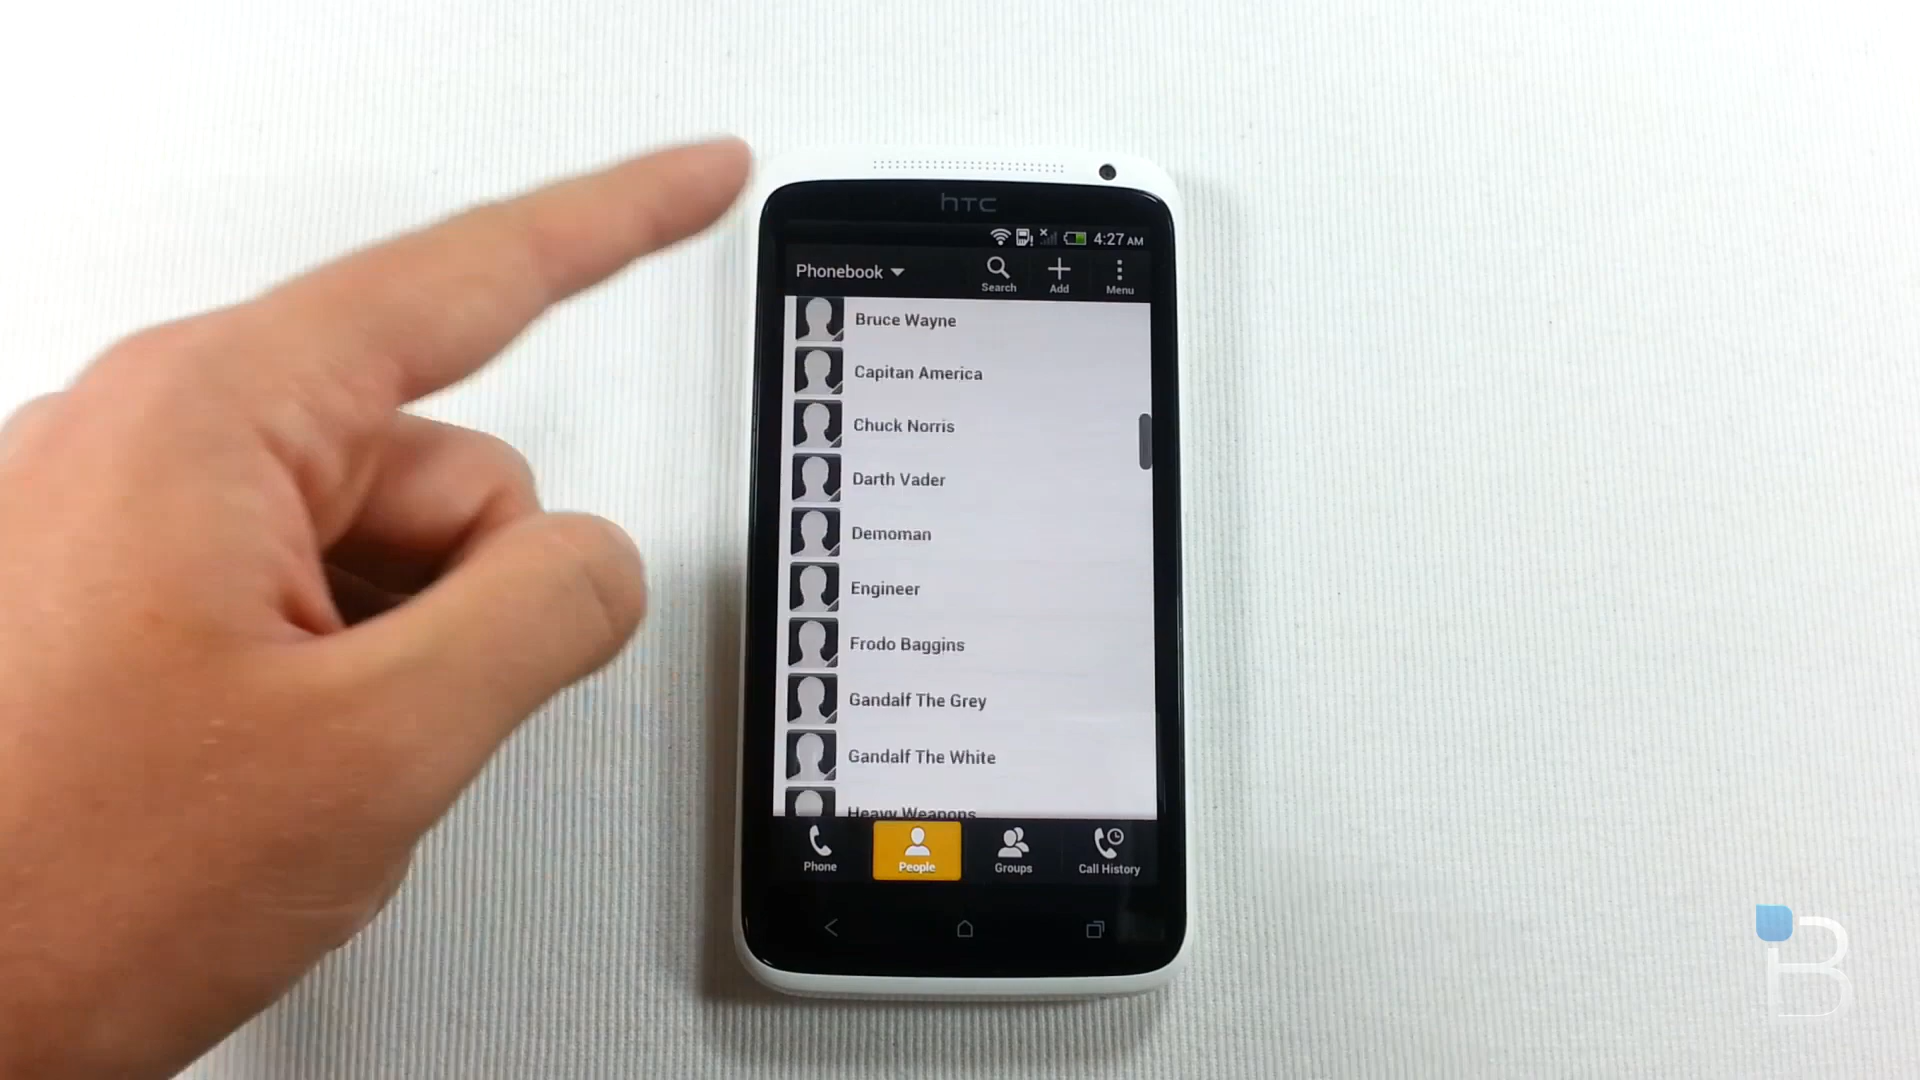 hTC
4:27 AM
Phonebook
Search
Add
Menu
Bruce Wayne
Capitan America
Chuck Norris
Darth Vader
Demoman
Engineer
Frodo Baggins
Gandalf The Grey
Gandalf The White
Heavy Weapons
Phone
People
Groups
Call History
B